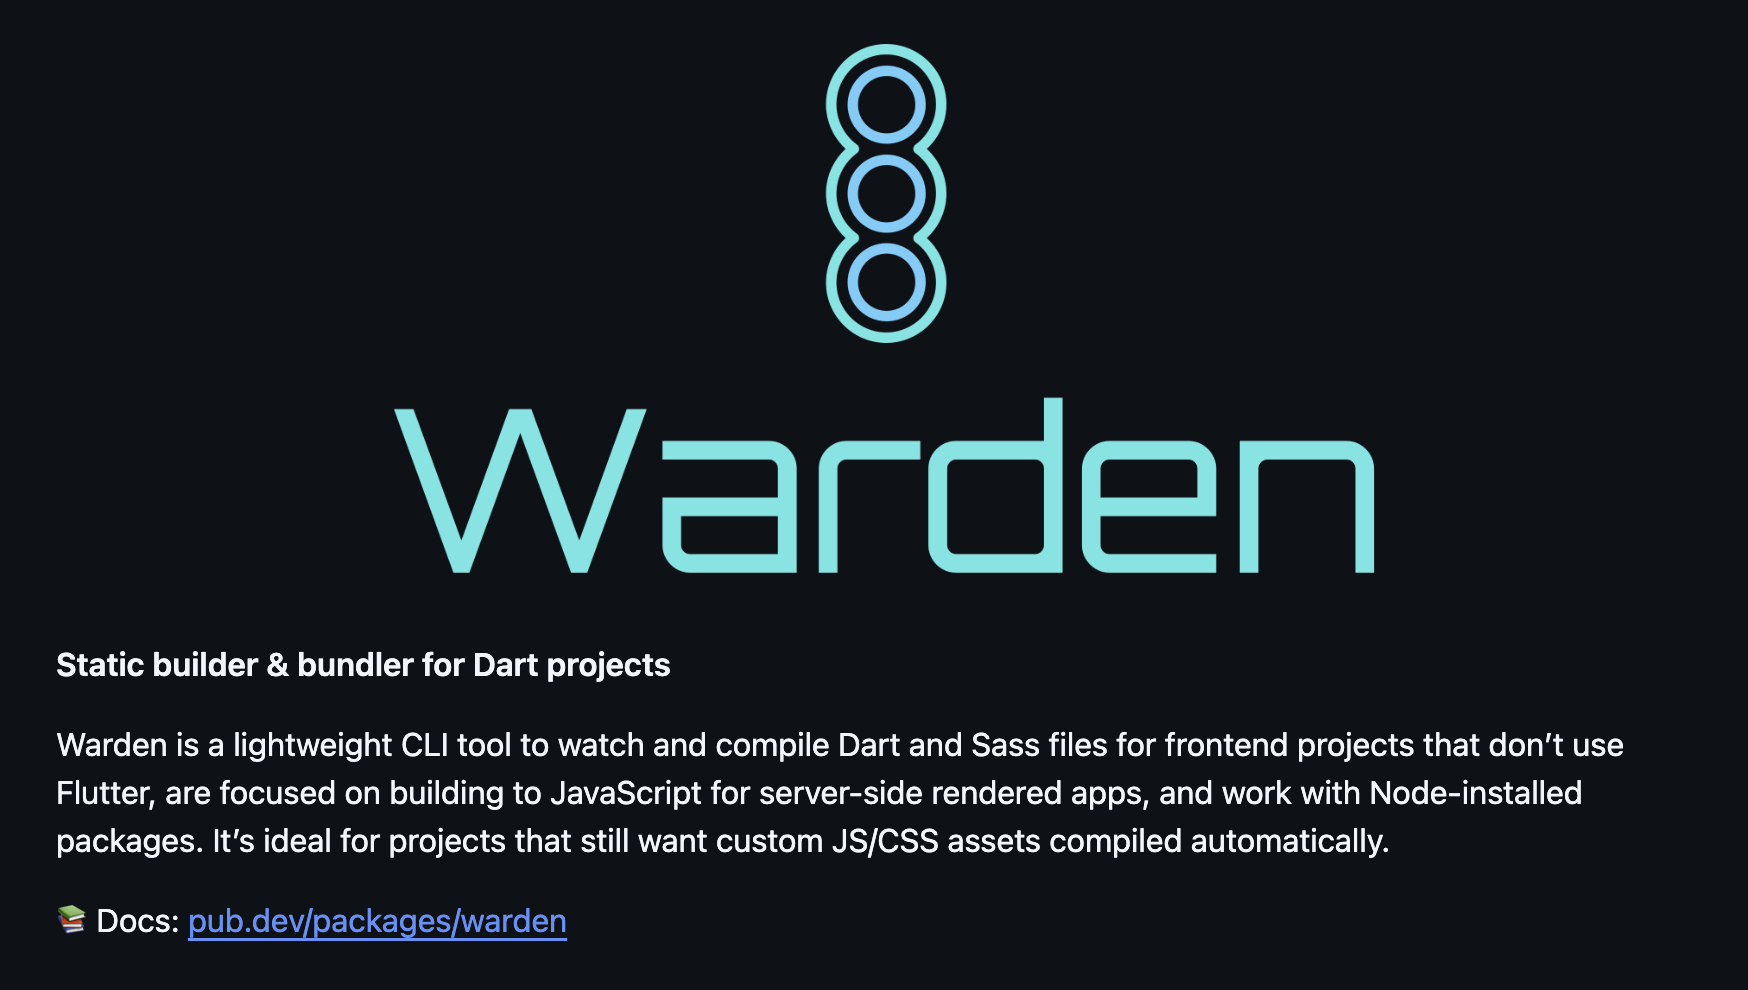 Warden
Static builder & bundler for Dart projects
Warden is a lightweight CLI tool to watch and compile Dart and Sass files for frontend projects that don’t use
Flutter, are focused on building to JavaScript for server-side rendered apps, and work with Node-installed
packages. It’s ideal for projects that still want custom JS/CSS assets compiled automatically.
📚 Docs: pub.dev/packages/warden